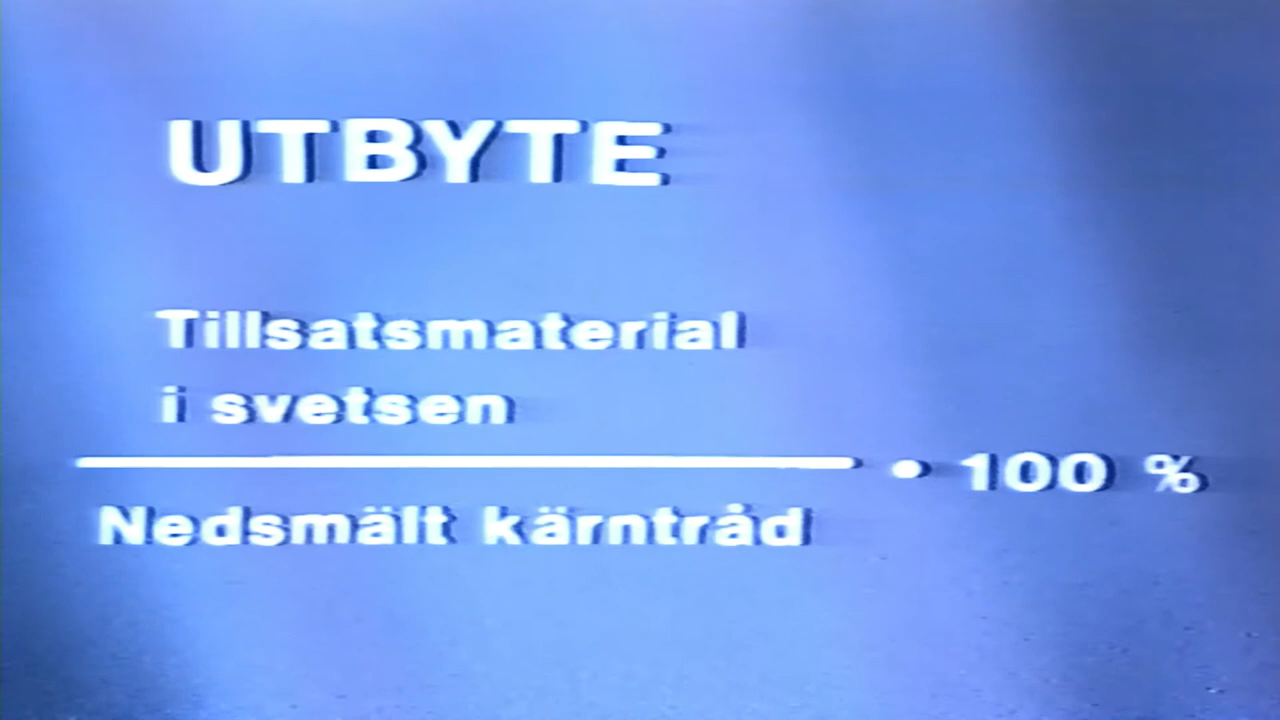 UTBYTE
Tillsatsmaterial
i svetsen
• 100 %
Nedsmält kärntråd